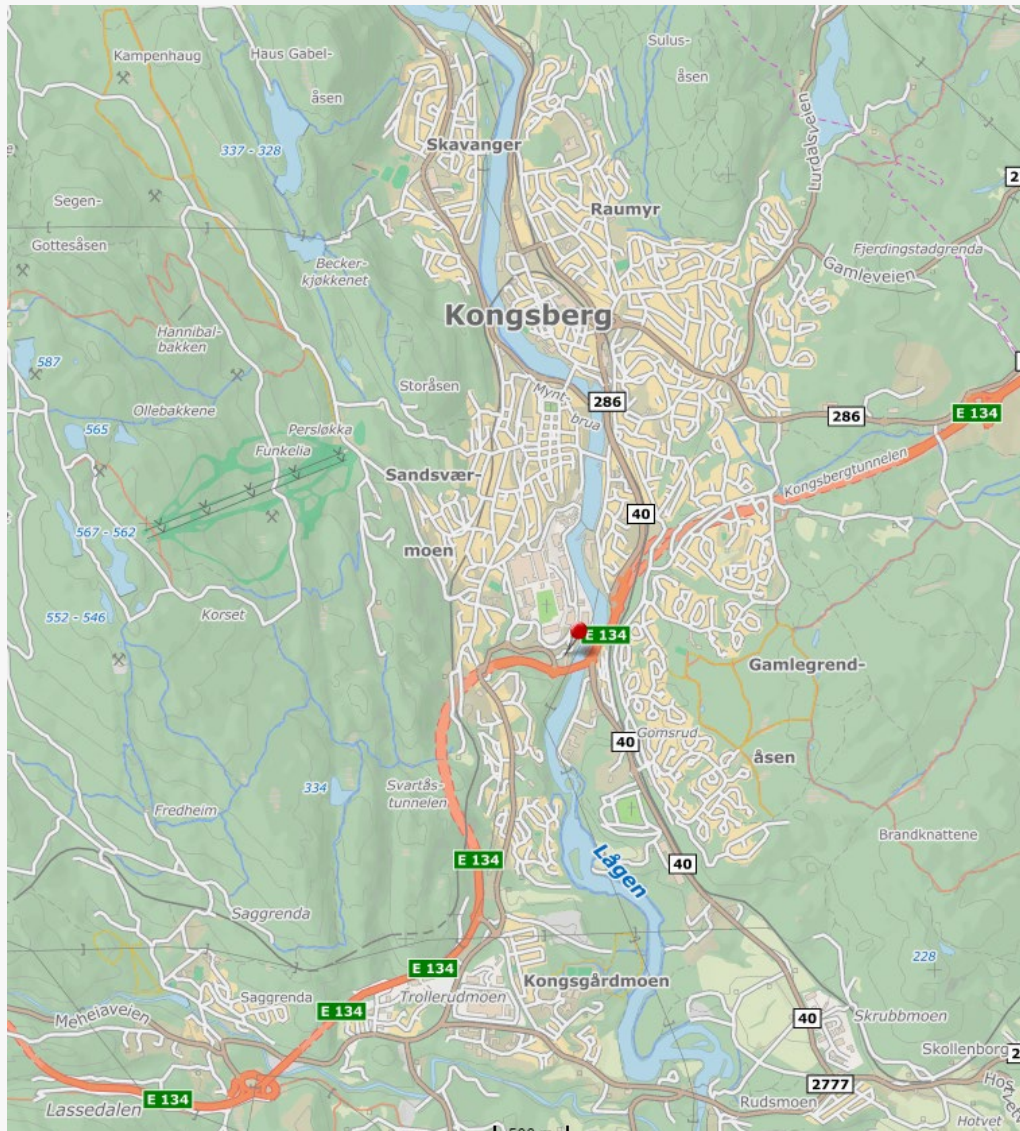 Kampenhaug
Haus Gabel-
åsen
Sulus-
åsen
Skavanger
337 - 328
Lurdalsveien
Segen-
Gottesåsen
Raumyr
Fjerdingstadgrenda
Gamleveien
Becker-
kjøkkenet
Kongsberg
Hannibal-
bakken
587
Storåsen
Mynt-
brua
286
286
E 134
Ollebakkene
565
Persløkka
Funkelia
Sandsvær-
moen
Kongsbergtunnelen
40
567 - 562
552 - 546
Korset
E 134
Gamlegrend-
åsen
40
Gomsrud
334
Svartås-
tunnelen
Fredheim
Brandknattene
E 134
Lågen
40
Saggrenda
228
E 134
Kongsgårdmoen
Saggrenda
Trollerudmoen
E 134
Meheiaveien
40
Skrubbmoen
Skollenborg
2777
E 134
Lassedalen
Rudsmoen
Hotvet